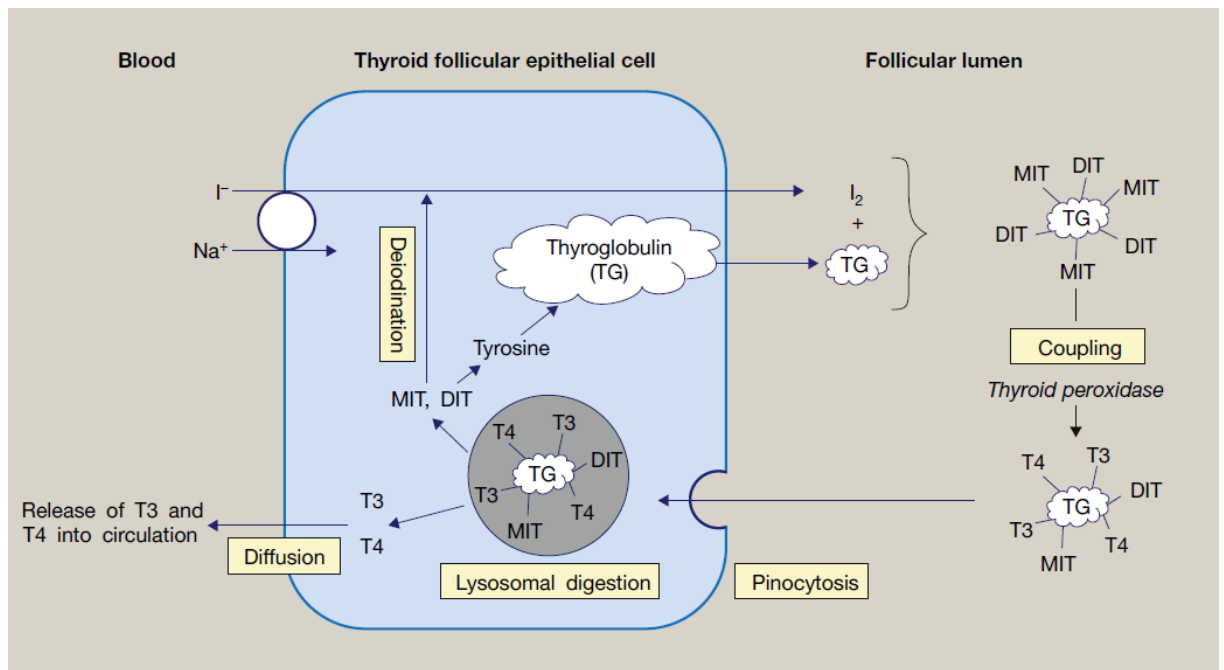 Blood
Thyroid follicular epithelial cell
Follicular lumen
I⁻
Na⁺
Deiodination
Thyroglobulin
(TG)
Tyrosine
MIT, DIT
I₂
+
TG
MIT
DIT
MIT
TG
DIT
DIT
MIT
Coupling
Thyroid peroxidase
T4
T3
TG
DIT
T3
T4
MIT
T4
T3
TG
DIT
T3
T4
MIT
T3
T4
Release of T3 and
T4 into circulation
Diffusion
Lysosomal digestion
Pinocytosis